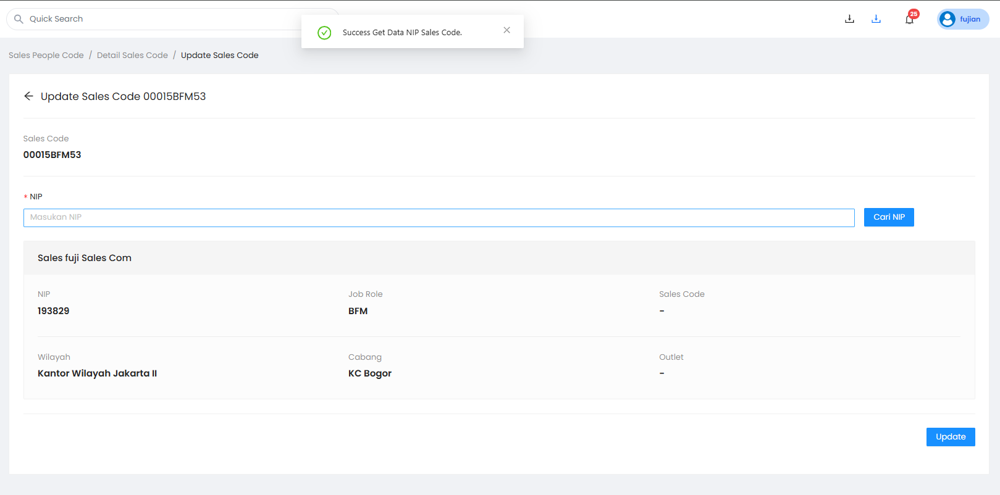 Quick Search
Success Get Data NIP Sales Code.
25
fujian
Sales People Code / Detail Sales Code / Update Sales Code
Update Sales Code 00015BFM53
Sales Code
00015BFM53
* NIP
Masukan NIP
Cari NIP
Sales fuji Sales Com
NIP Job Role Sales Code
193829 BFM -
Wilayah Cabang Outlet
Kantor Wilayah Jakarta II KC Bogor -
Update